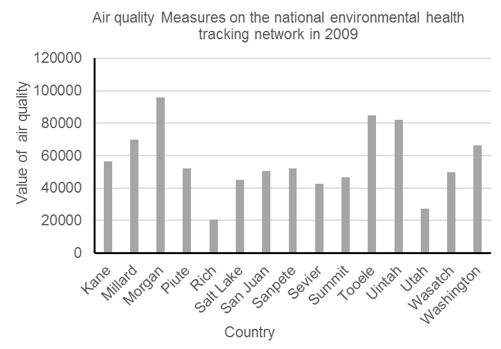 Air quality Measures on the national environmental health
tracking network in 2009
Value of air quality
120000
100000
80000
60000
40000
20000
0
Kane
Millard
Morgan
Piute
Rich
Salt Lake
San Juan
Sanpete
Sevier
Summit
Tooele
Uintah
Utah
Wasatch
Washington
Country